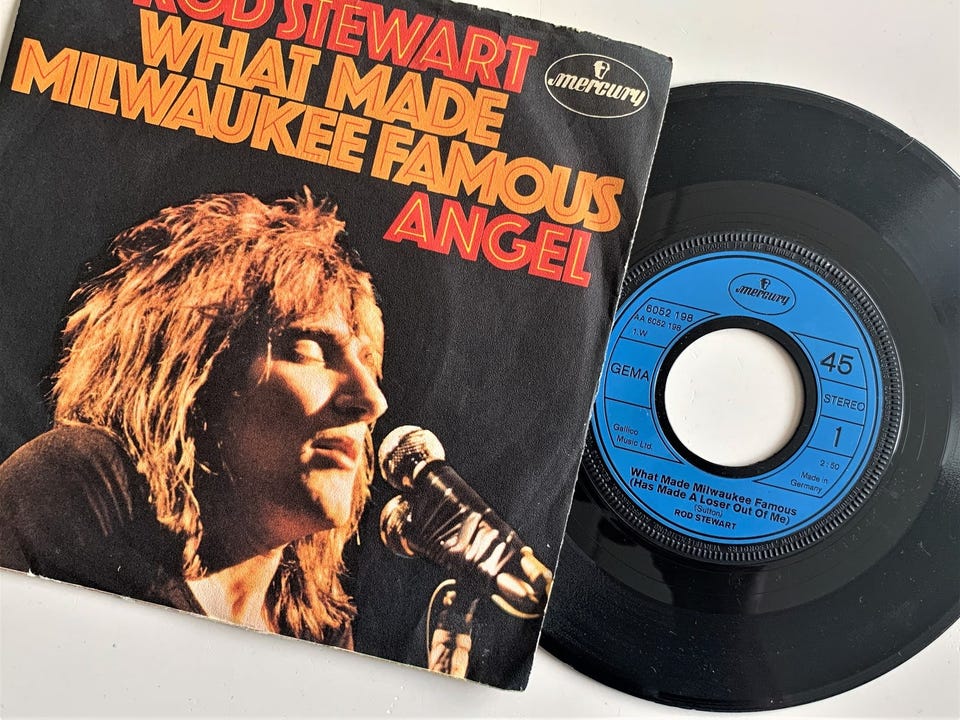 ROD STEWART
WHAT MADE
MILWAUKEE FAMOUS
ANGEL
mercury
mercury
6052 198
AA 6052 198
1.W
GEMA
45
STEREO
1
Gallico
Music Ltd.
2:50
Made in
Germany
What Made Milwaukee Famous
(Has Made A Loser Out Of Me)
(Sutton)
ROD STEWART